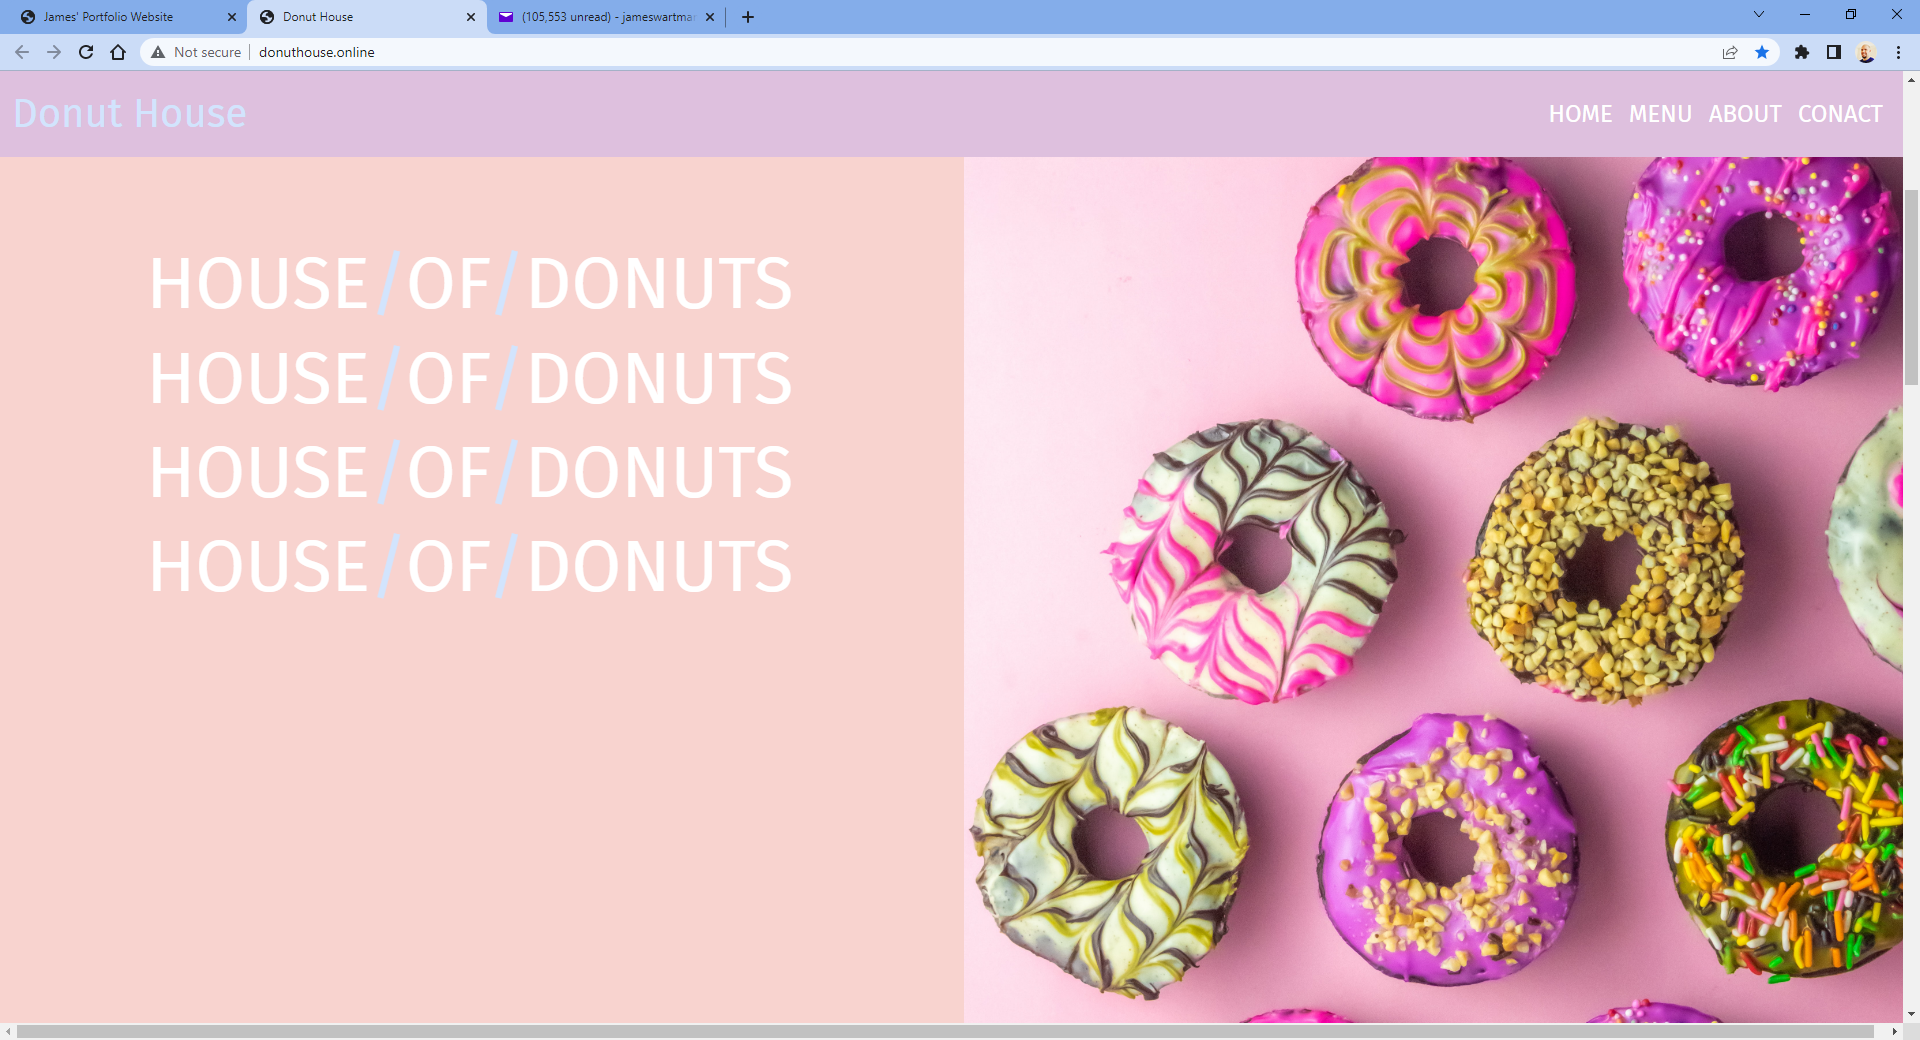 James' Portfolio Website
Donut House
(105,553 unread) - jameswartma
Not secure
donuthouse.online
Donut House
HOME MENU ABOUT CONACT
HOUSE/OF/DONUTS
HOUSE/OF/DONUTS
HOUSE/OF/DONUTS
HOUSE/OF/DONUTS